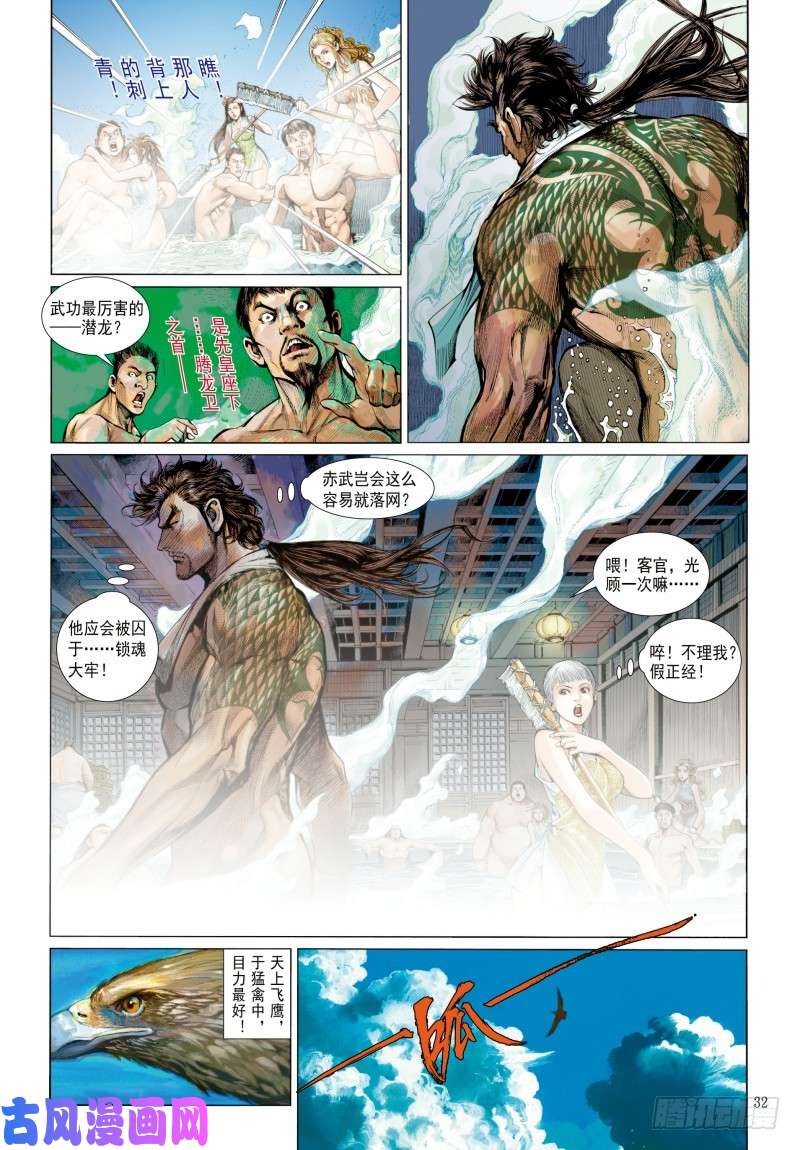 瞧！
那人
背上
的刺
青！
武功最厉害的
——潜龙？
是先皇座下
……腾龙卫
之首——
赤武岂会这么
容易就落网？
他应会被囚
于……锁魂
大牢！
喂！客官，光
顾一次嘛……
啐！不理我？
假正经！
天上飞鹰，
于猛禽中，
目力最好！
—呱—
32
古风漫画网
腾讯动漫